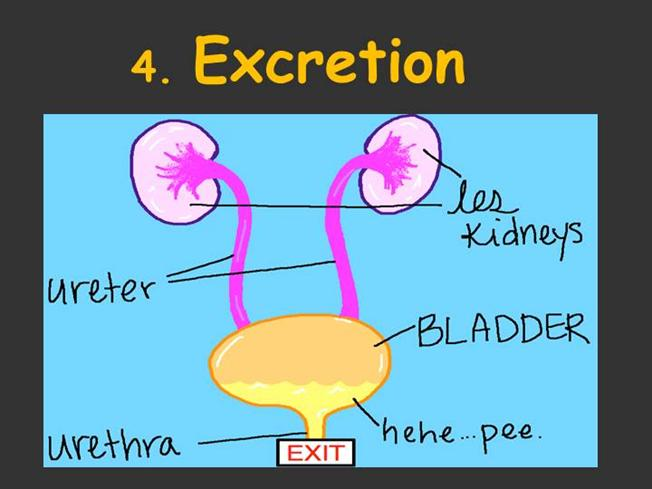 4. Excretion
les
kidneys
ureter
BLADDER
urethra
hehe...pee.
EXIT